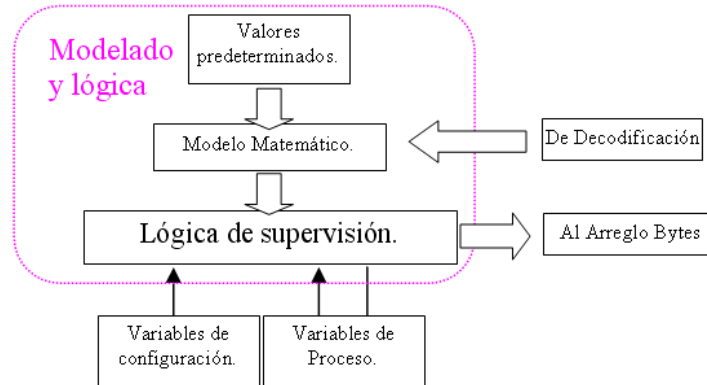 Modelado
y lógica
Valores
predeterminados.
Modelo Matemático.
De Decodificación
Lógica de supervisión.
Al Arreglo Bytes
Variables de
configuración.
Variables de
Proceso.